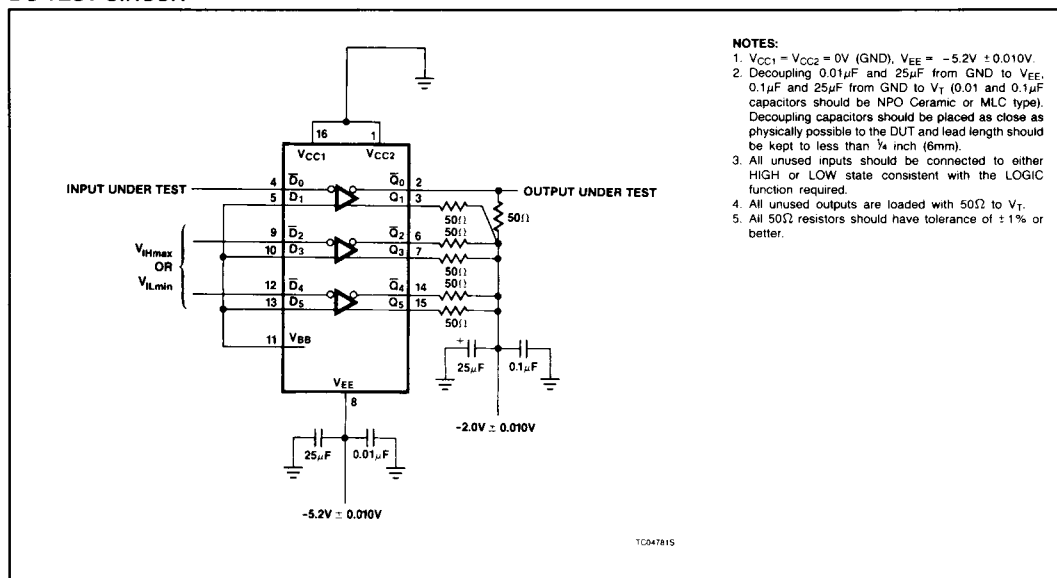 NOTES:
1. VCC1 = VCC2 = 0V (GND), VEE = −5.2V ±0.010V.
2. Decoupling 0.01μF and 25μF from GND to VEE,
0.1μF and 25μF from GND to VT (0.01 and 0.1μF
capacitors should be NPO Ceramic or MLC type).
Decoupling capacitors should be placed as close as
physically possible to the DUT and lead length should
be kept to less than ¼ inch (6mm).
3. All unused inputs should be connected to either
HIGH or LOW state consistent with the LOGIC
function required.
4. All unused outputs are loaded with 50Ω to VT.
5. All 50Ω resistors should have tolerance of ±1% or
better.
16 1
VCC1 VCC2
INPUT UNDER TEST 4 D̅0 Q̅0 2 OUTPUT UNDER TEST
5 D1 Q1 3
50Ω 50Ω
50Ω
9 D̅2 Q̅2 6
10 D3 Q3 7
50Ω
VIHmax
OR
VILmin
50Ω
12 D̅4 Q̅4 14
13 D5 Q5 15
50Ω
11 VBB
+
25μF 0.1μF
VEE
8
-2.0V ± 0.010V
25μF 0.01μF
-5.2V ± 0.010V
TC04781S